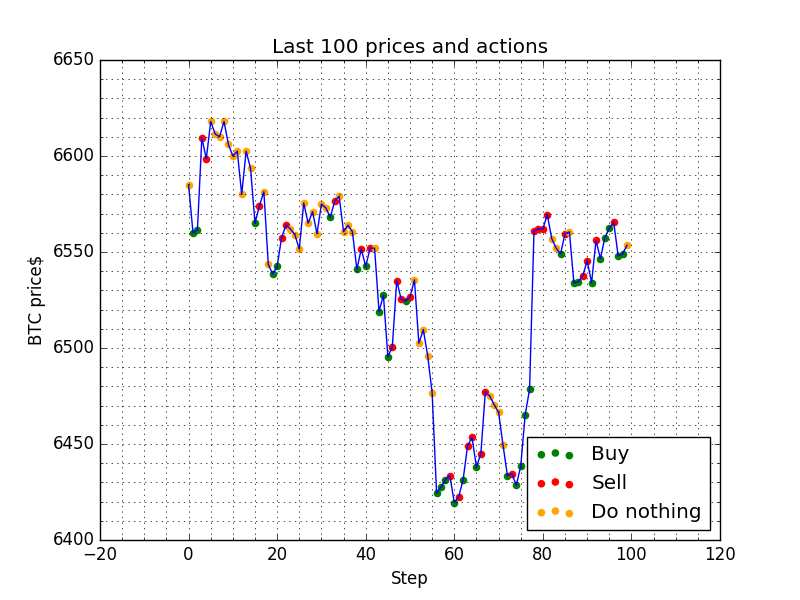 Last 100 prices and actions
6650
6600
6550
6500
6450
6400
BTC price$
−20 0 20 40 60 80 100 120
Step
Buy
Sell
Do nothing